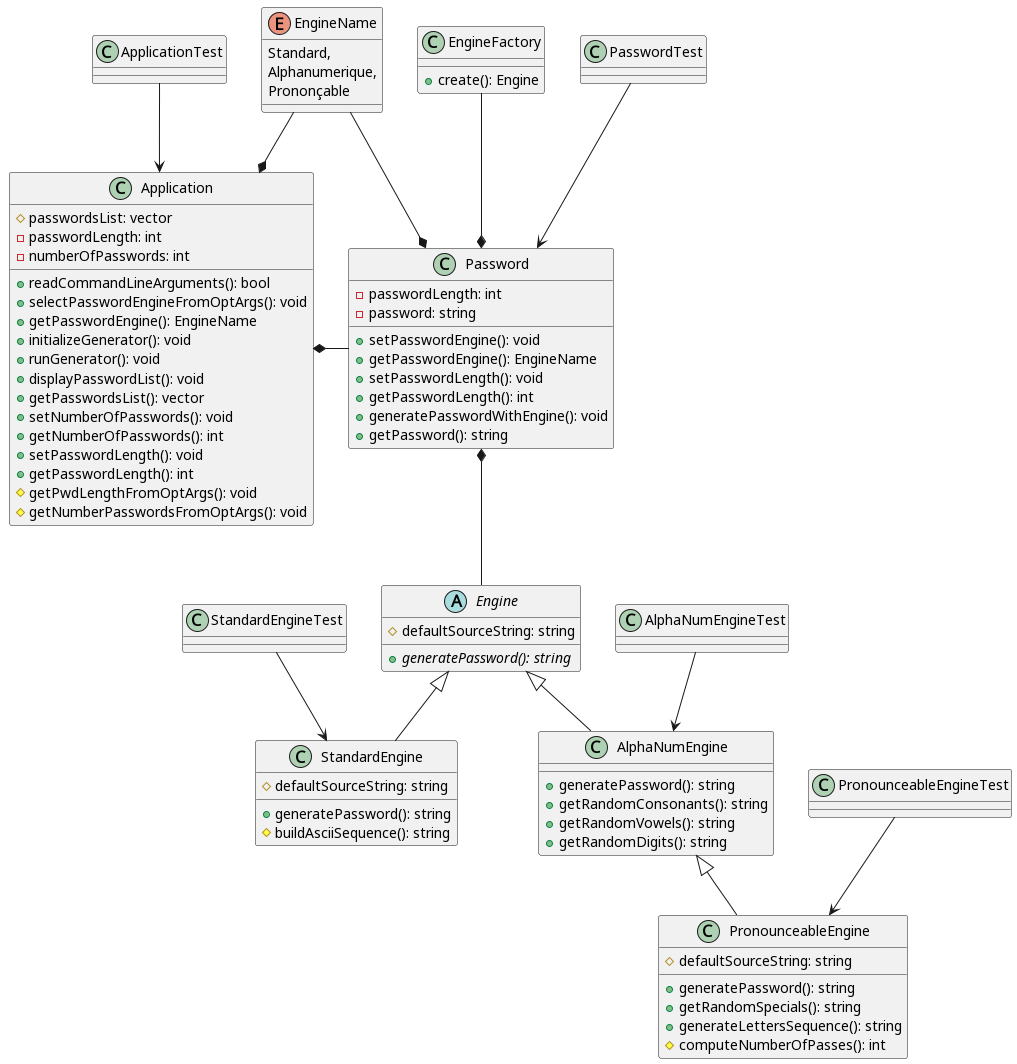 E EngineName
Standard,
Alphanumerique,
Prononçable
C EngineFactory
create(): Engine
C ApplicationTest
C PasswordTest
C Application
passwordsList: vector
passwordLength: int
numberOfPasswords: int
readCommandLineArguments(): bool
selectPasswordEngineFromOptArgs(): void
getPasswordEngine(): EngineName
initializeGenerator(): void
runGenerator(): void
displayPasswordList(): void
getPasswordsList(): vector
setNumberOfPasswords(): void
getNumberOfPasswords(): int
setPasswordLength(): void
getPasswordLength(): int
getPwdLengthFromOptArgs(): void
getNumberPasswordsFromOptArgs(): void
C Password
passwordLength: int
password: string
setPasswordEngine(): void
getPasswordEngine(): EngineName
setPasswordLength(): void
getPasswordLength(): int
generatePasswordWithEngine(): void
getPassword(): string
A Engine
defaultSourceString: string
generatePassword(): string
C StandardEngineTest
C AlphaNumEngineTest
C StandardEngine
defaultSourceString: string
generatePassword(): string
buildAsciiSequence(): string
C AlphaNumEngine
generatePassword(): string
getRandomConsonants(): string
getRandomVowels(): string
getRandomDigits(): string
C PronounceableEngineTest
C PronounceableEngine
defaultSourceString: string
generatePassword(): string
getRandomSpecials(): string
generateLettersSequence(): string
computeNumberOfPasses(): int